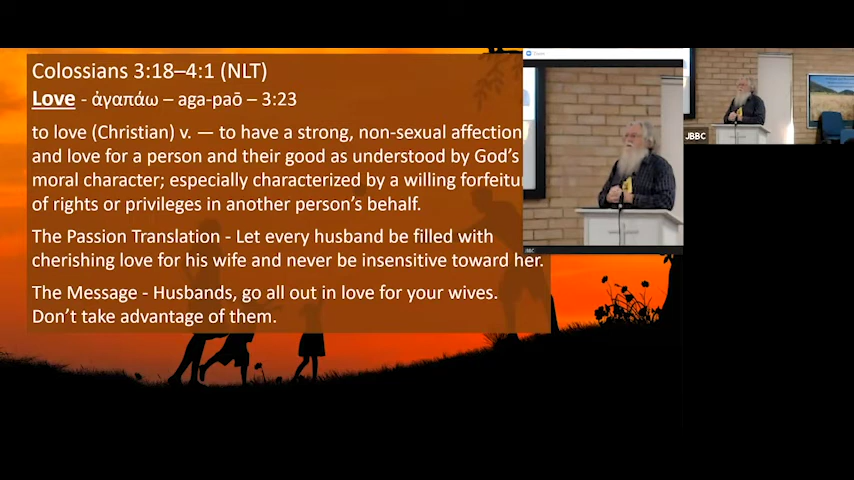 Colossians 3:18–4:1 (NLT)
Love - ἀγαπάω – aga-paō – 3:23
to love (Christian) v. — to have a strong, non-sexual affection
and love for a person and their good as understood by God's
moral character; especially characterized by a willing forfeitu
of rights or privileges in another person's behalf.
The Passion Translation - Let every husband be filled with
cherishing love for his wife and never be insensitive toward her.
The Message - Husbands, go all out in love for your wives.
Don't take advantage of them.
JBBC